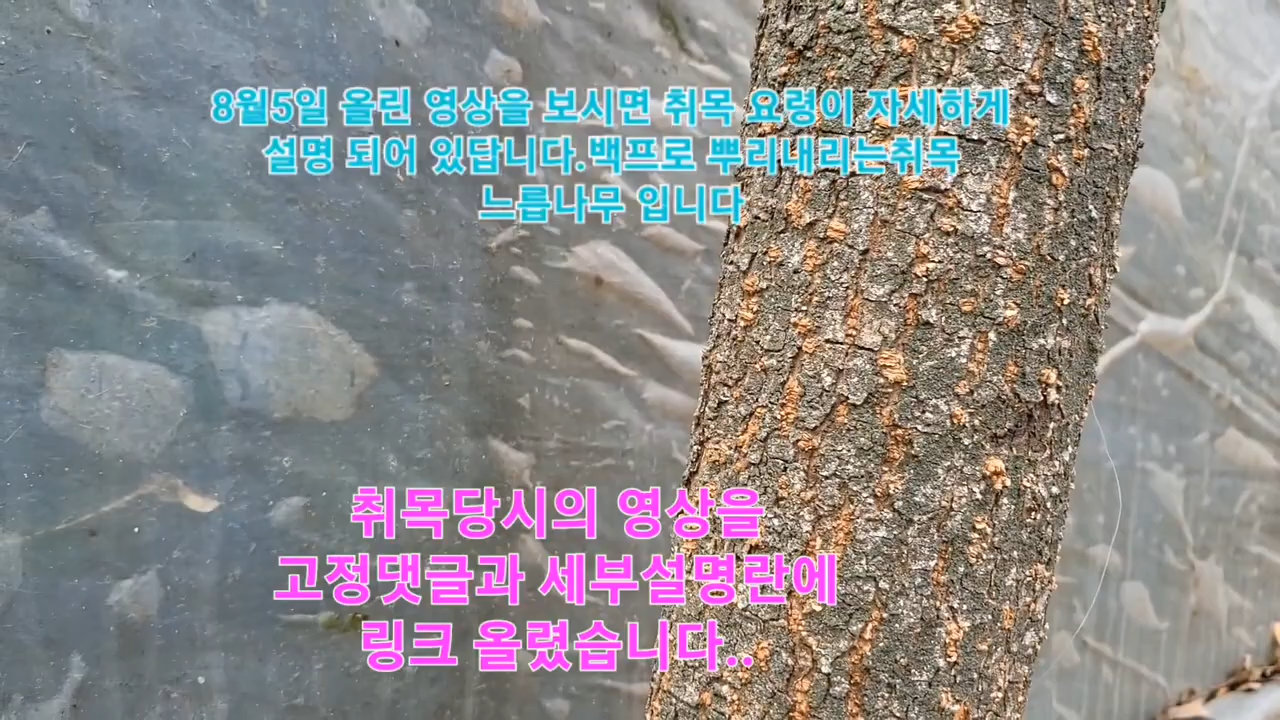 8월5일 올린 영상을 보시면 취목 요령이 자세하게
설명 되어 있답니다.백프로 뿌리내리는취목
느릅나무 입니다
취목당시의 영상을
고정댓글과 세부설명란에
링크 올렸습니다..